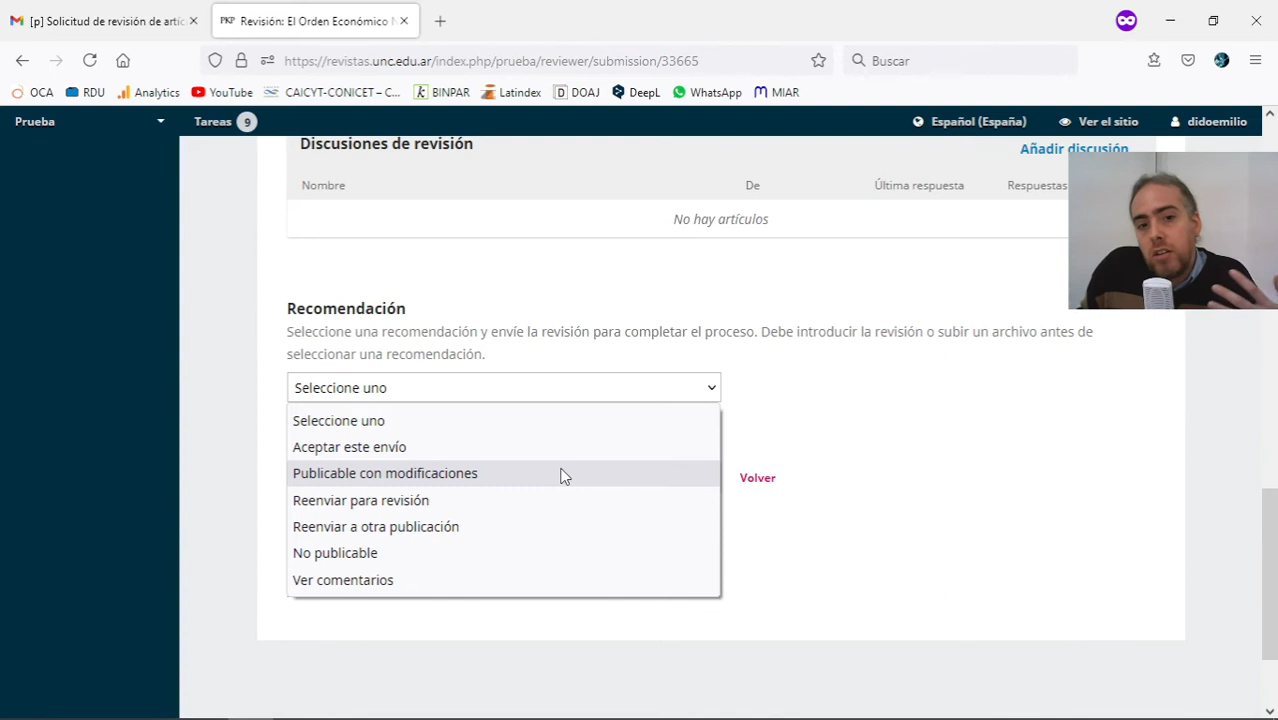 [p] Solicitud de revisión de artíc
PKP Revisión: El Orden Económico N
https://revistas.unc.edu.ar/index.php/prueba/reviewer/submission/33665
Buscar
OCA RDU Analytics YouTube CAICYT-CONICET – C... BINPAR Latindex DOAJ DeepL WhatsApp MIAR
Prueba Tareas 9 Español (España) Ver el sitio didoemilio
Discusiones de revisión Añadir discusión
Nombre De Última respuesta Respuestas
No hay artículos
Recomendación
Seleccione una recomendación y envíe la revisión para completar el proceso. Debe introducir la revisión o subir un archivo antes de
seleccionar una recomendación.
Seleccione uno
Seleccione uno
Aceptar este envío
Publicable con modificaciones
Volver
Reenviar para revisión
Reenviar a otra publicación
No publicable
Ver comentarios